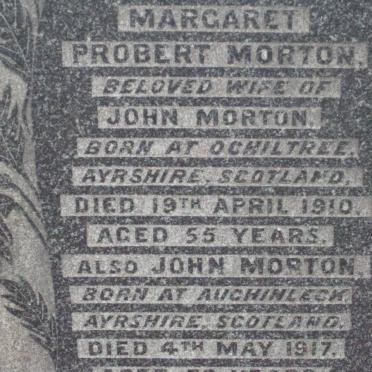 MARGARET
PROBERT MORTON,
BELOVED WIFE OF
JOHN MORTON.
BORN AT OCHILTREE,
AYRSHIRE, SCOTLAND,
DIED 19TH APRIL 1910,
AGED 55 YEARS.
ALSO JOHN MORTON
BORN AT AUCHINLECK
AYRSHIRE, SCOTLAND.
DIED 4TH MAY 1917.